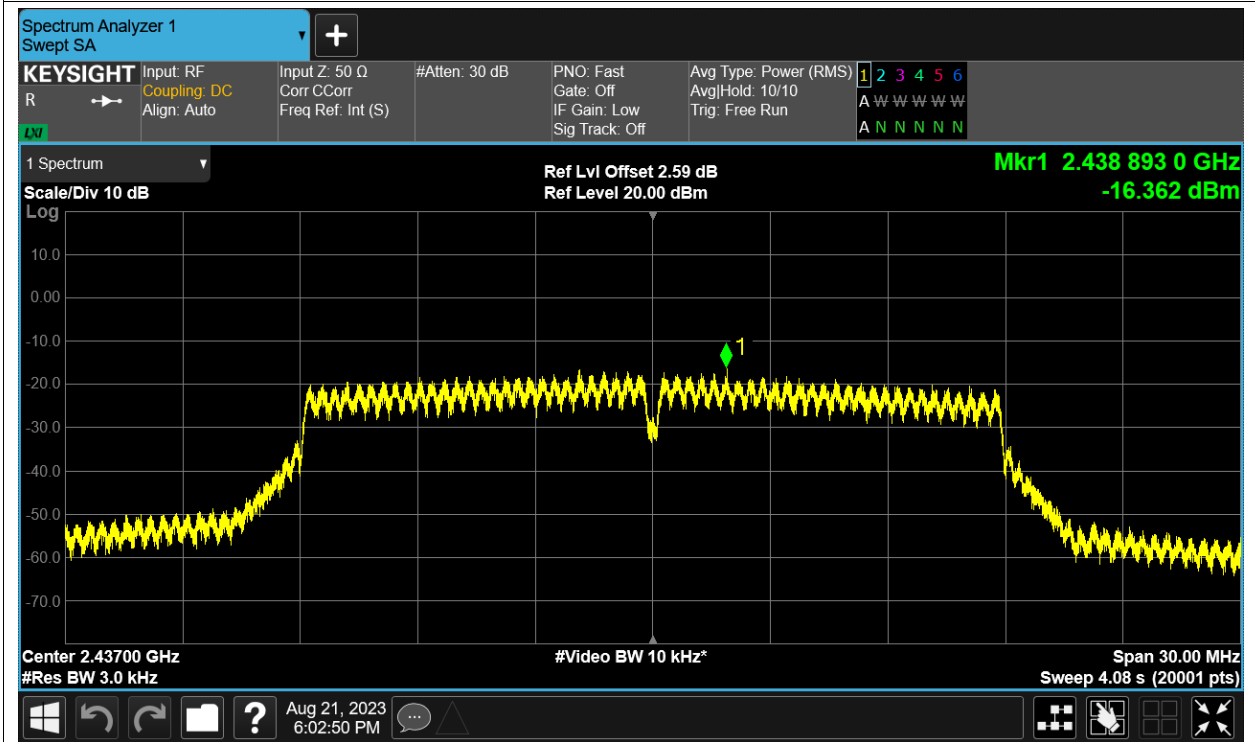 Spectrum Analyzer 1
Swept SA
KEYSIGHT
R
LXI
Input: RF
Coupling: DC
Align: Auto
Input Z: 50 Ω
Corr CCorr
Freq Ref: Int (S)
#Atten: 30 dB
PNO: Fast
Gate: Off
IF Gain: Low
Sig Track: Off
Avg Type: Power (RMS)
Avg|Hold: 10/10
Trig: Free Run
1 2 3 4 5 6
A W W W W W
A N N N N N
1 Spectrum
Scale/Div 10 dB
Log
Ref Lvl Offset 2.59 dB
Ref Level 20.00 dBm
Mkr1 2.438 893 0 GHz
-16.362 dBm
10.0
0.00
-10.0
-20.0
-30.0
-40.0
-50.0
-60.0
-70.0
1
Center 2.43700 GHz
#Res BW 3.0 kHz
#Video BW 10 kHz*
Span 30.00 MHz
Sweep 4.08 s (20001 pts)
?
Aug 21, 2023
6:02:50 PM